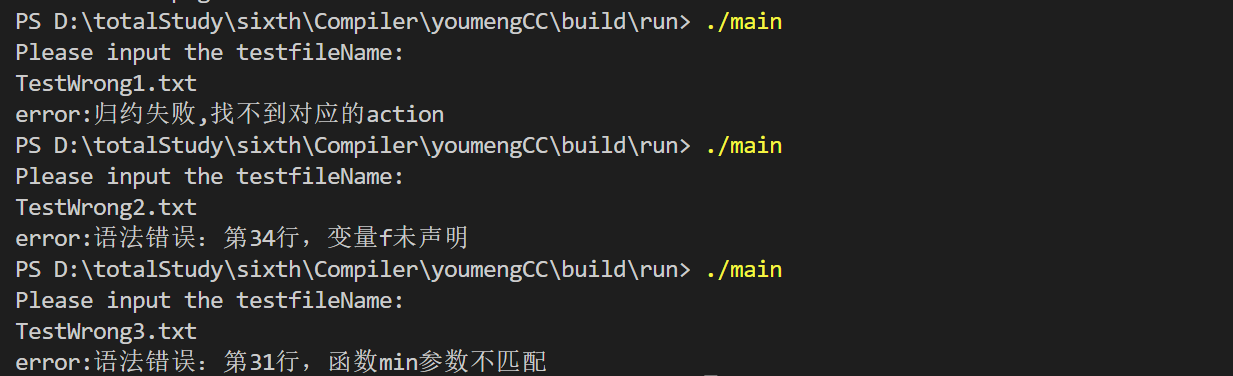 PS D:\totalStudy\sixth\Compiler\youmengCC\build\run> ./main
Please input the testfileName:
TestWrong1.txt
error:归约失败,找不到对应的action
PS D:\totalStudy\sixth\Compiler\youmengCC\build\run> ./main
Please input the testfileName:
TestWrong2.txt
error:语法错误：第34行，变量f未声明
PS D:\totalStudy\sixth\Compiler\youmengCC\build\run> ./main
Please input the testfileName:
TestWrong3.txt
error:语法错误：第31行，函数min参数不匹配